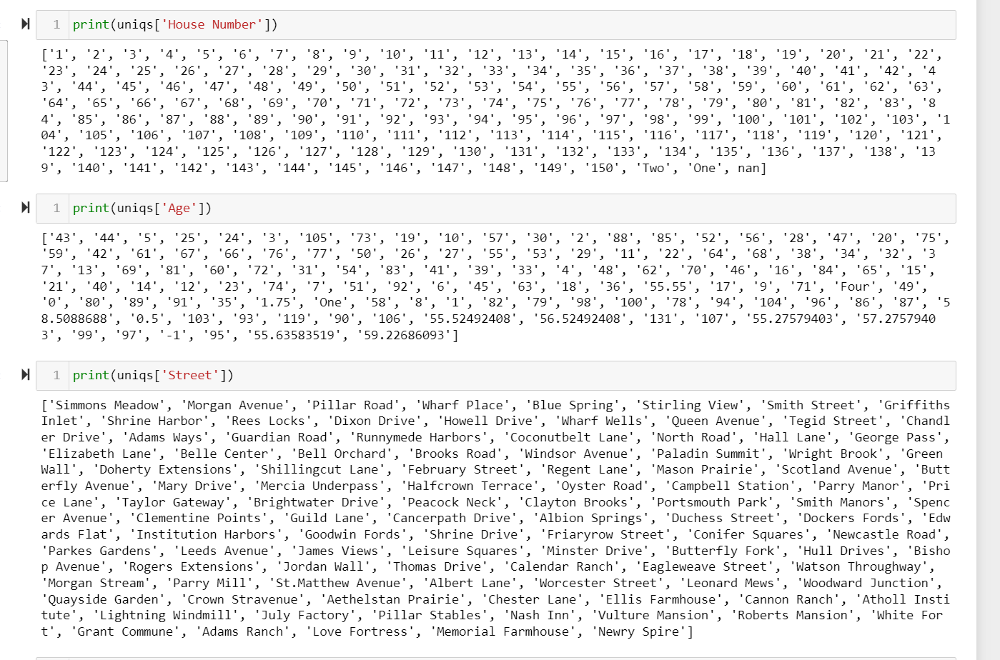 1 print(uniqs['House Number'])
['1', '2', '3', '4', '5', '6', '7', '8', '9', '10', '11', '12', '13', '14', '15', '16', '17', '18', '19', '20', '21', '22',
'23', '24', '25', '26', '27', '28', '29', '30', '31', '32', '33', '34', '35', '36', '37', '38', '39', '40', '41', '42', '4
3', '44', '45', '46', '47', '48', '49', '50', '51', '52', '53', '54', '55', '56', '57', '58', '59', '60', '61', '62', '63',
'64', '65', '66', '67', '68', '69', '70', '71', '72', '73', '74', '75', '76', '77', '78', '79', '80', '81', '82', '83', '8
4', '85', '86', '87', '88', '89', '90', '91', '92', '93', '94', '95', '96', '97', '98', '99', '100', '101', '102', '103', '1
04', '105', '106', '107', '108', '109', '110', '111', '112', '113', '114', '115', '116', '117', '118', '119', '120', '121',
'122', '123', '124', '125', '126', '127', '128', '129', '130', '131', '132', '133', '134', '135', '136', '137', '138', '13
9', '140', '141', '142', '143', '144', '145', '146', '147', '148', '149', '150', 'Two', 'One', nan]
1 print(uniqs['Age'])
['43', '44', '5', '25', '24', '3', '105', '73', '19', '10', '57', '30', '2', '88', '85', '52', '56', '28', '47', '20', '75',
'59', '42', '61', '67', '66', '76', '77', '50', '26', '27', '55', '53', '29', '11', '22', '64', '68', '38', '34', '32', '3
7', '13', '69', '81', '60', '72', '31', '54', '83', '41', '39', '33', '4', '48', '62', '70', '46', '16', '84', '65', '15',
'21', '40', '14', '12', '23', '74', '7', '51', '92', '6', '45', '63', '18', '36', '55.55', '17', '9', '71', 'Four', '49',
'0', '80', '89', '91', '35', '1.75', 'One', '58', '8', '1', '82', '79', '98', '100', '78', '94', '104', '96', '86', '87', '5
8.5088688', '0.5', '103', '93', '119', '90', '106', '55.52492408', '56.52492408', '131', '107', '55.27579403', '57.2757940
3', '99', '97', '-1', '95', '55.63583519', '59.22686093']
1 print(uniqs['Street'])
['Simmons Meadow', 'Morgan Avenue', 'Pillar Road', 'Wharf Place', 'Blue Spring', 'Stirling View', 'Smith Street', 'Griffiths
Inlet', 'Shrine Harbor', 'Rees Locks', 'Dixon Drive', 'Howell Drive', 'Wharf Wells', 'Queen Avenue', 'Tegid Street', 'Chandl
er Drive', 'Adams Ways', 'Guardian Road', 'Runnymede Harbors', 'Coconutbelt Lane', 'North Road', 'Hall Lane', 'George Pass',
'Elizabeth Lane', 'Belle Center', 'Bell Orchard', 'Brooks Road', 'Windsor Avenue', 'Paladin Summit', 'Wright Brook', 'Green
Wall', 'Doherty Extensions', 'Shillingcut Lane', 'February Street', 'Regent Lane', 'Mason Prairie', 'Scotland Avenue', 'Butt
erfly Avenue', 'Mary Drive', 'Mercia Underpass', 'Halfcrown Terrace', 'Oyster Road', 'Campbell Station', 'Parry Manor', 'Pri
ce Lane', 'Taylor Gateway', 'Brightwater Drive', 'Peacock Neck', 'Clayton Brooks', 'Portsmouth Park', 'Smith Manors', 'Spenc
er Avenue', 'Clementine Points', 'Guild Lane', 'Cancerpath Drive', 'Albion Springs', 'Duchess Street', 'Dockers Fords', 'Edw
ards Flat', 'Institution Harbors', 'Goodwin Fords', 'Shrine Drive', 'Friaryrow Street', 'Conifer Squares', 'Newcastle Road',
'Parkes Gardens', 'Leeds Avenue', 'James Views', 'Leisure Squares', 'Minster Drive', 'Butterfly Fork', 'Hull Drives', 'Bisho
p Avenue', 'Rogers Extensions', 'Jordan Wall', 'Thomas Drive', 'Calendar Ranch', 'Eagleweave Street', 'Watson Throughway',
'Morgan Stream', 'Parry Mill', 'St.Matthew Avenue', 'Albert Lane', 'Worcester Street', 'Leonard Mews', 'Woodward Junction',
'Quayside Garden', 'Crown Stravenue', 'Aethelstan Prairie', 'Chester Lane', 'Ellis Farmhouse', 'Cannon Ranch', 'Atholl Insti
tute', 'Lightning Windmill', 'July Factory', 'Pillar Stables', 'Nash Inn', 'Vulture Mansion', 'Roberts Mansion', 'White For
t', 'Grant Commune', 'Adams Ranch', 'Love Fortress', 'Memorial Farmhouse', 'Newry Spire']